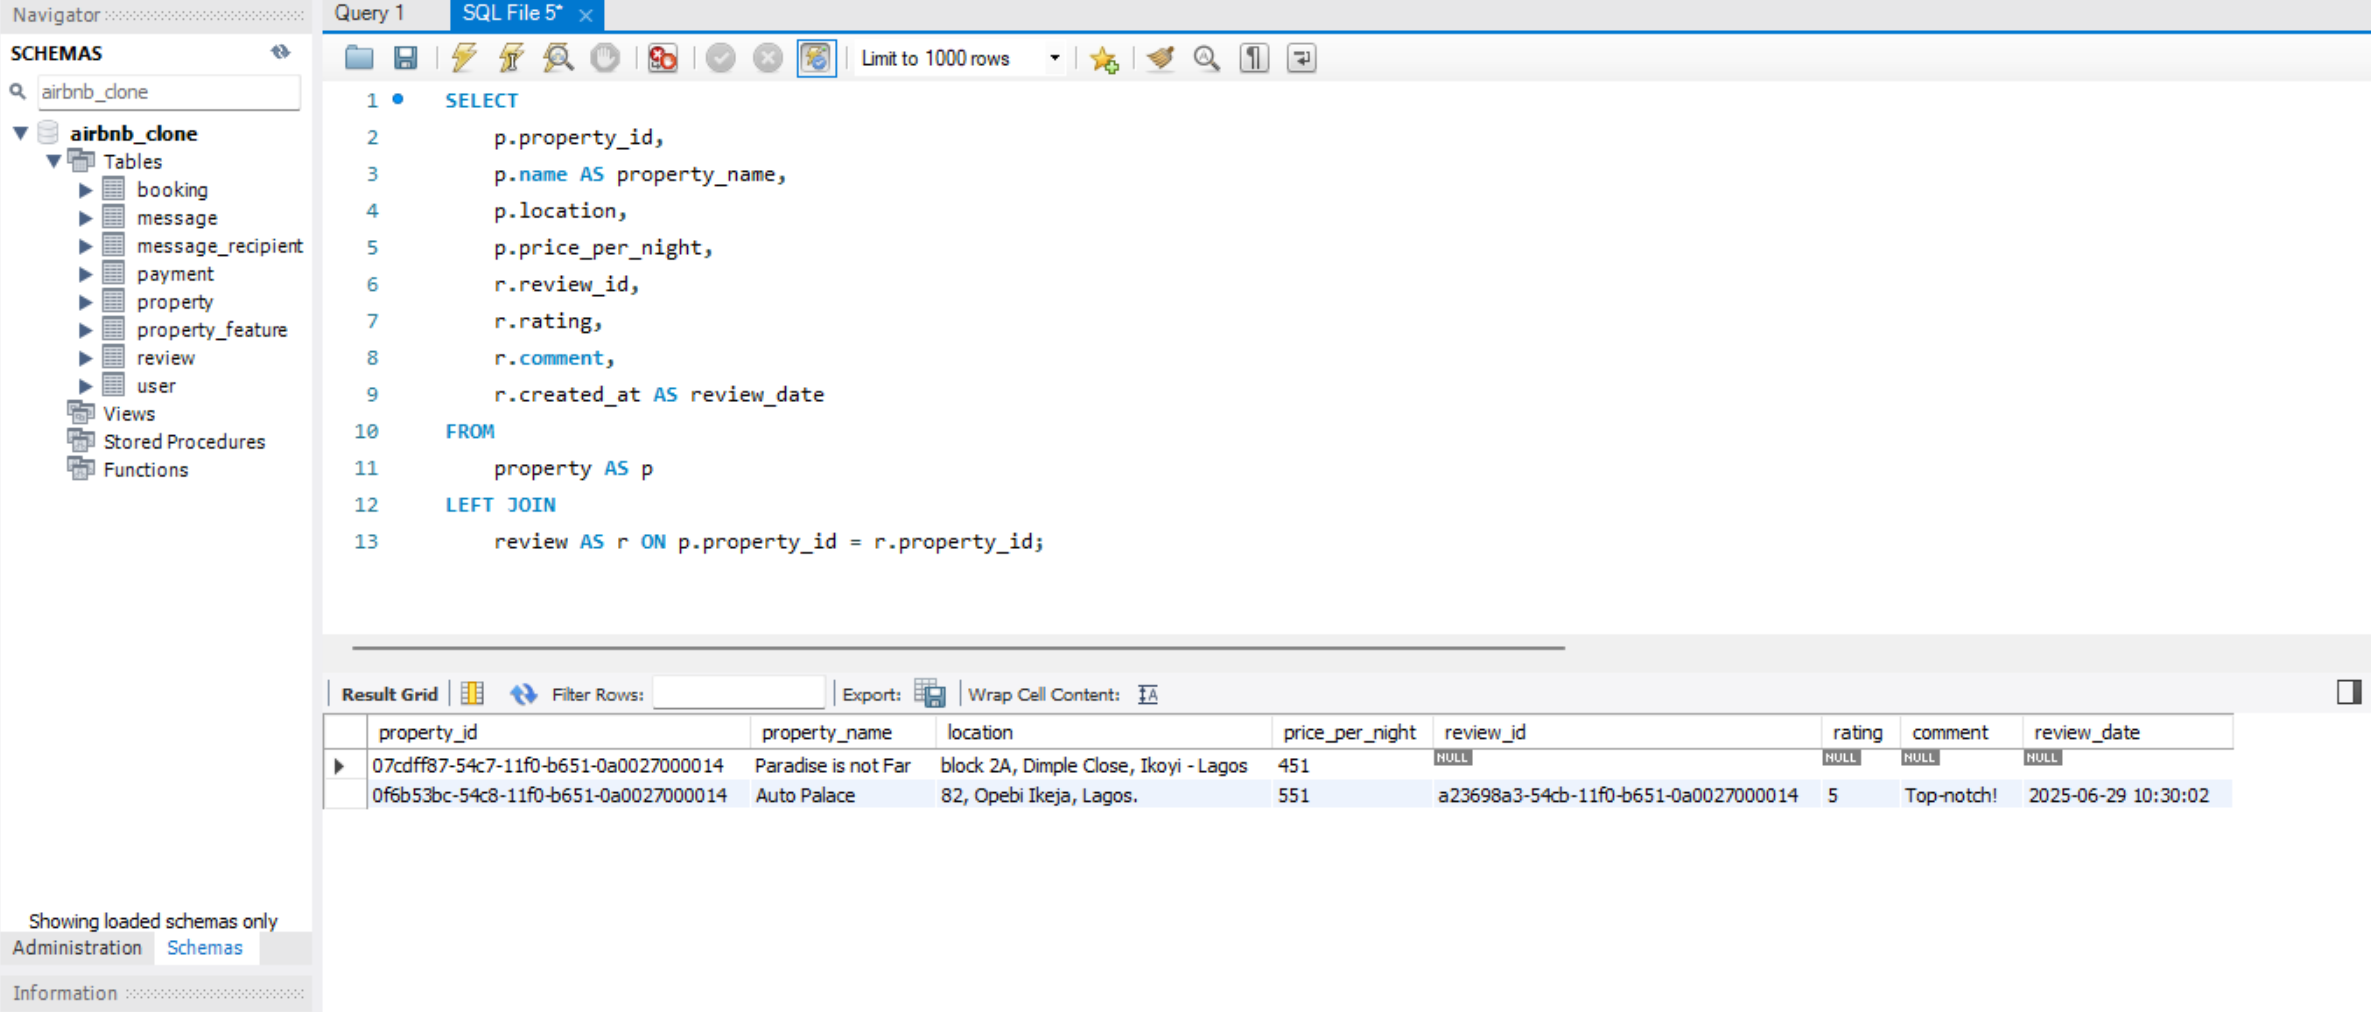 Navigator
SCHEMAS
airbnb_clone
airbnb_clone
Tables
booking
message
message_recipient
payment
property
property_feature
review
user
Views
Stored Procedures
Functions
Showing loaded schemas only
Administration Schemas
Information
Query 1 SQL File 5*
Limit to 1000 rows
1 SELECT
2 p.property_id,
3 p.name AS property_name,
4 p.location,
5 p.price_per_night,
6 r.review_id,
7 r.rating,
8 r.comment,
9 r.created_at AS review_date
10 FROM
11 property AS p
12 LEFT JOIN
13 review AS r ON p.property_id = r.property_id;
Result Grid Filter Rows: Export: Wrap Cell Content:
property_id property_name location price_per_night review_id rating comment review_date
07cdff87-54c7-11f0-b651-0a0027000014 Paradise is not Far block 2A, Dimple Close, Ikoyi - Lagos 451 NULL NULL NULL NULL
0f6b53bc-54c8-11f0-b651-0a0027000014 Auto Palace 82, Opebi Ikeja, Lagos. 551 a23698a3-54cb-11f0-b651-0a0027000014 5 Top-notch! 2025-06-29 10:30:02